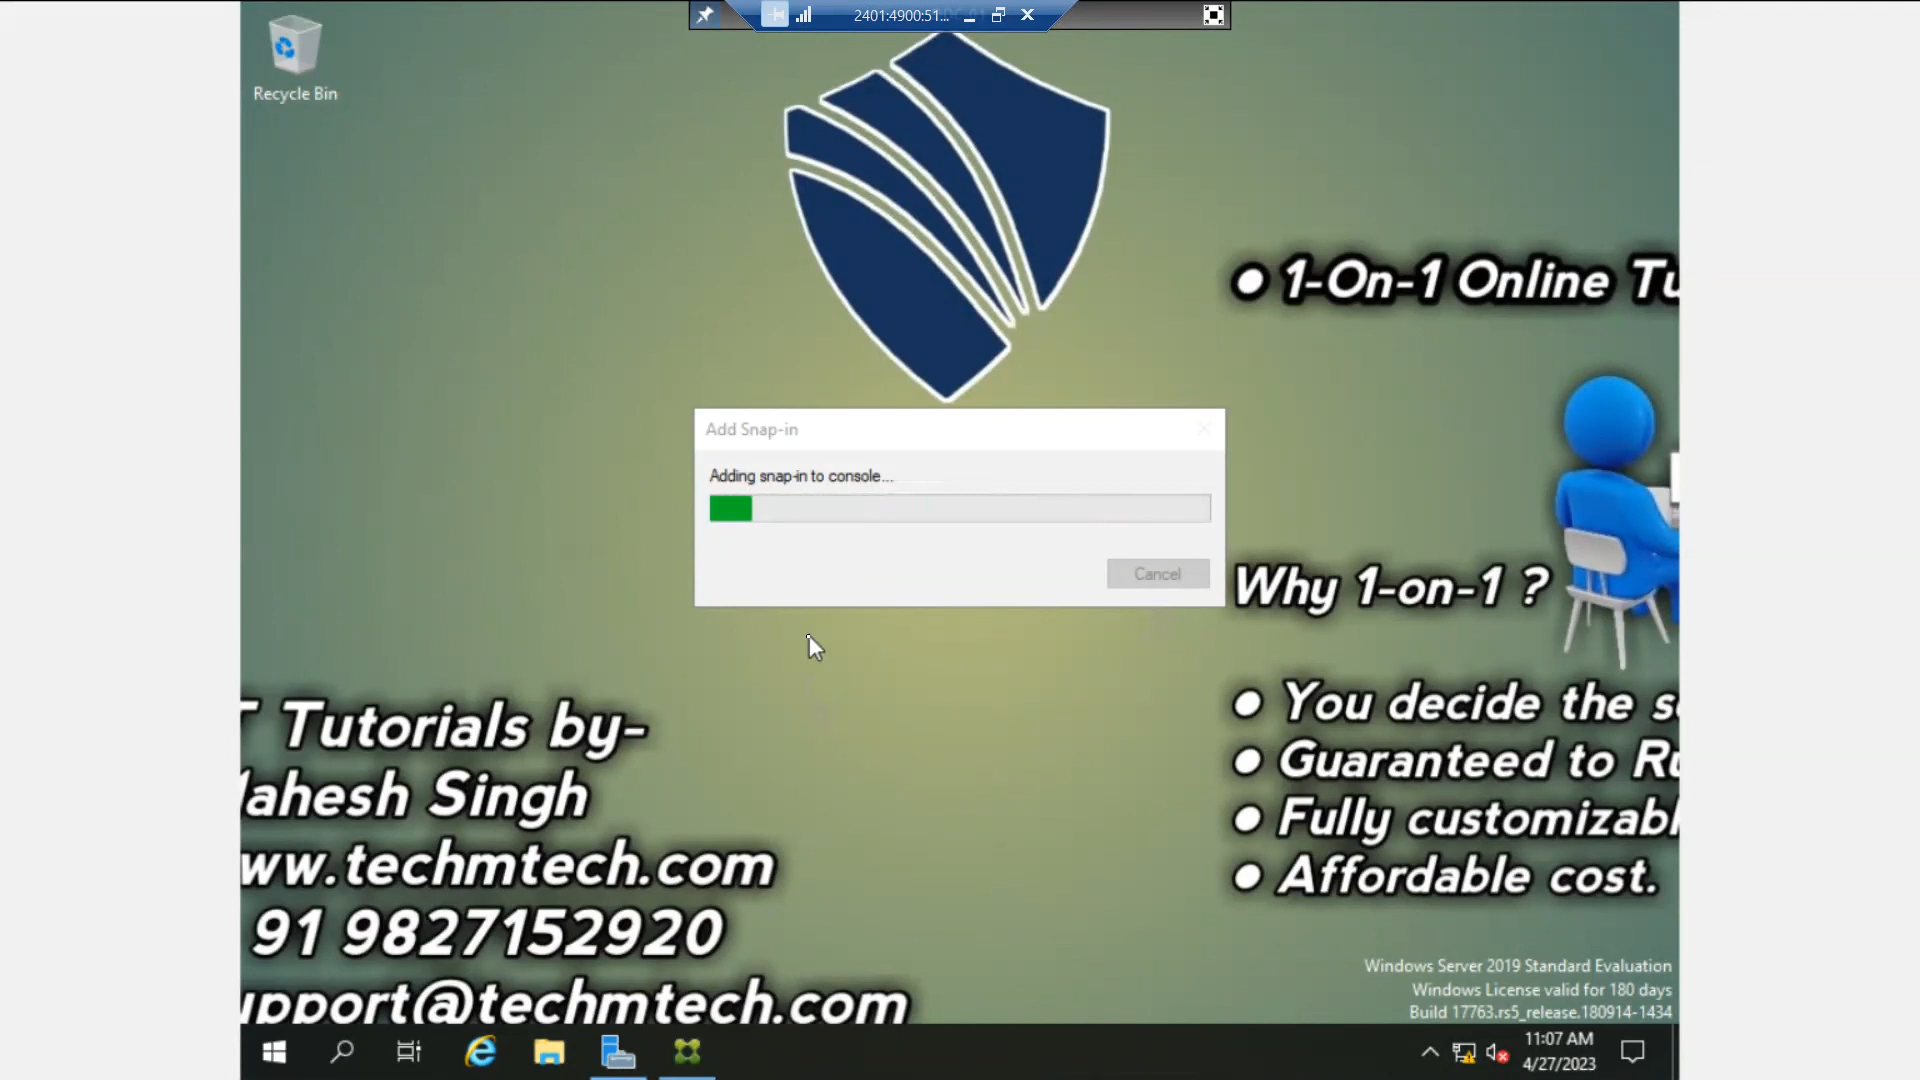 2401:4900:51...
Recycle Bin
• 1-On-1 Online Tu
Add Snap-in
Adding snap-in to console...
Cancel
Why 1-on-1 ?
• You decide the s
• Guaranteed to Ru
• Fully customizabl
• Affordable cost.
T Tutorials by-
ahesh Singh
ww.techmtech.com
91 9827152920
upport@techmtech.com
Windows Server 2019 Standard Evaluation
Windows License valid for 180 days
Build 17763.rs5_release.180914-1434
11:07 AM
4/27/2023